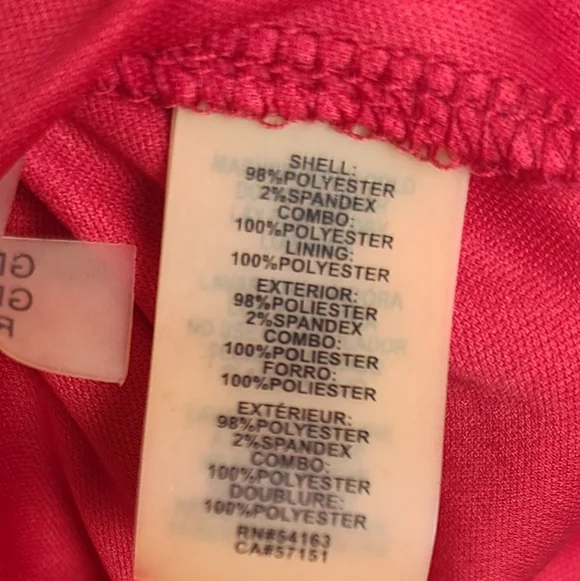 SHELL:
98%POLYESTER
2%SPANDEX
COMBO:
100%POLYESTER
LINING:
100%POLYESTER
EXTERIOR:
98%POLIESTER
2%SPANDEX
COMBO:
100%POLIESTER
FORRO:
100%POLIESTER
EXTÉRIEUR:
98%POLYESTER
2%SPANDEX
COMBO:
100%POLYESTER
DOUBLURE:
100%POLYESTER
RN#54163
CA#57151